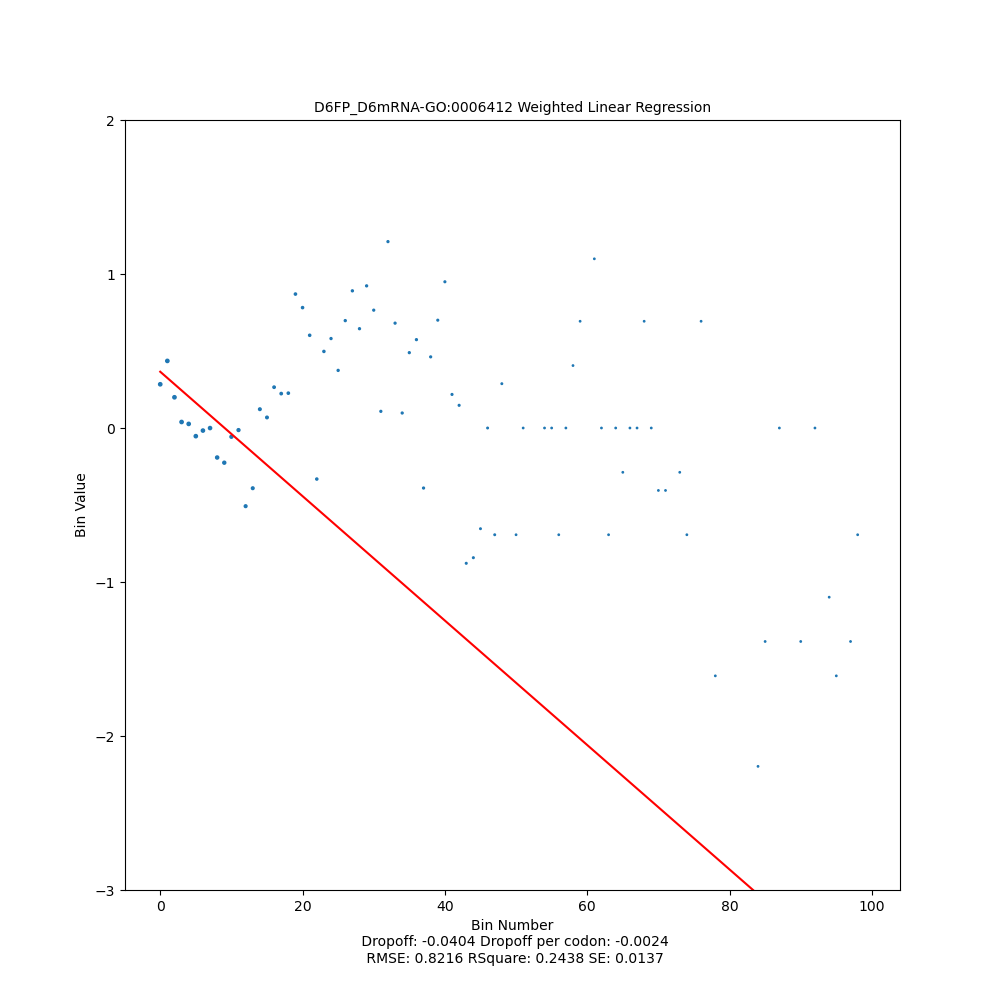 D6FP_D6mRNA-GO:0006412 Weighted Linear Regression
2
1
0
−1
−2
−3
Bin Value
0 20 40 60 80 100
Bin Number
Dropoff: -0.0404 Dropoff per codon: -0.0024
RMSE: 0.8216 RSquare: 0.2438 SE: 0.0137